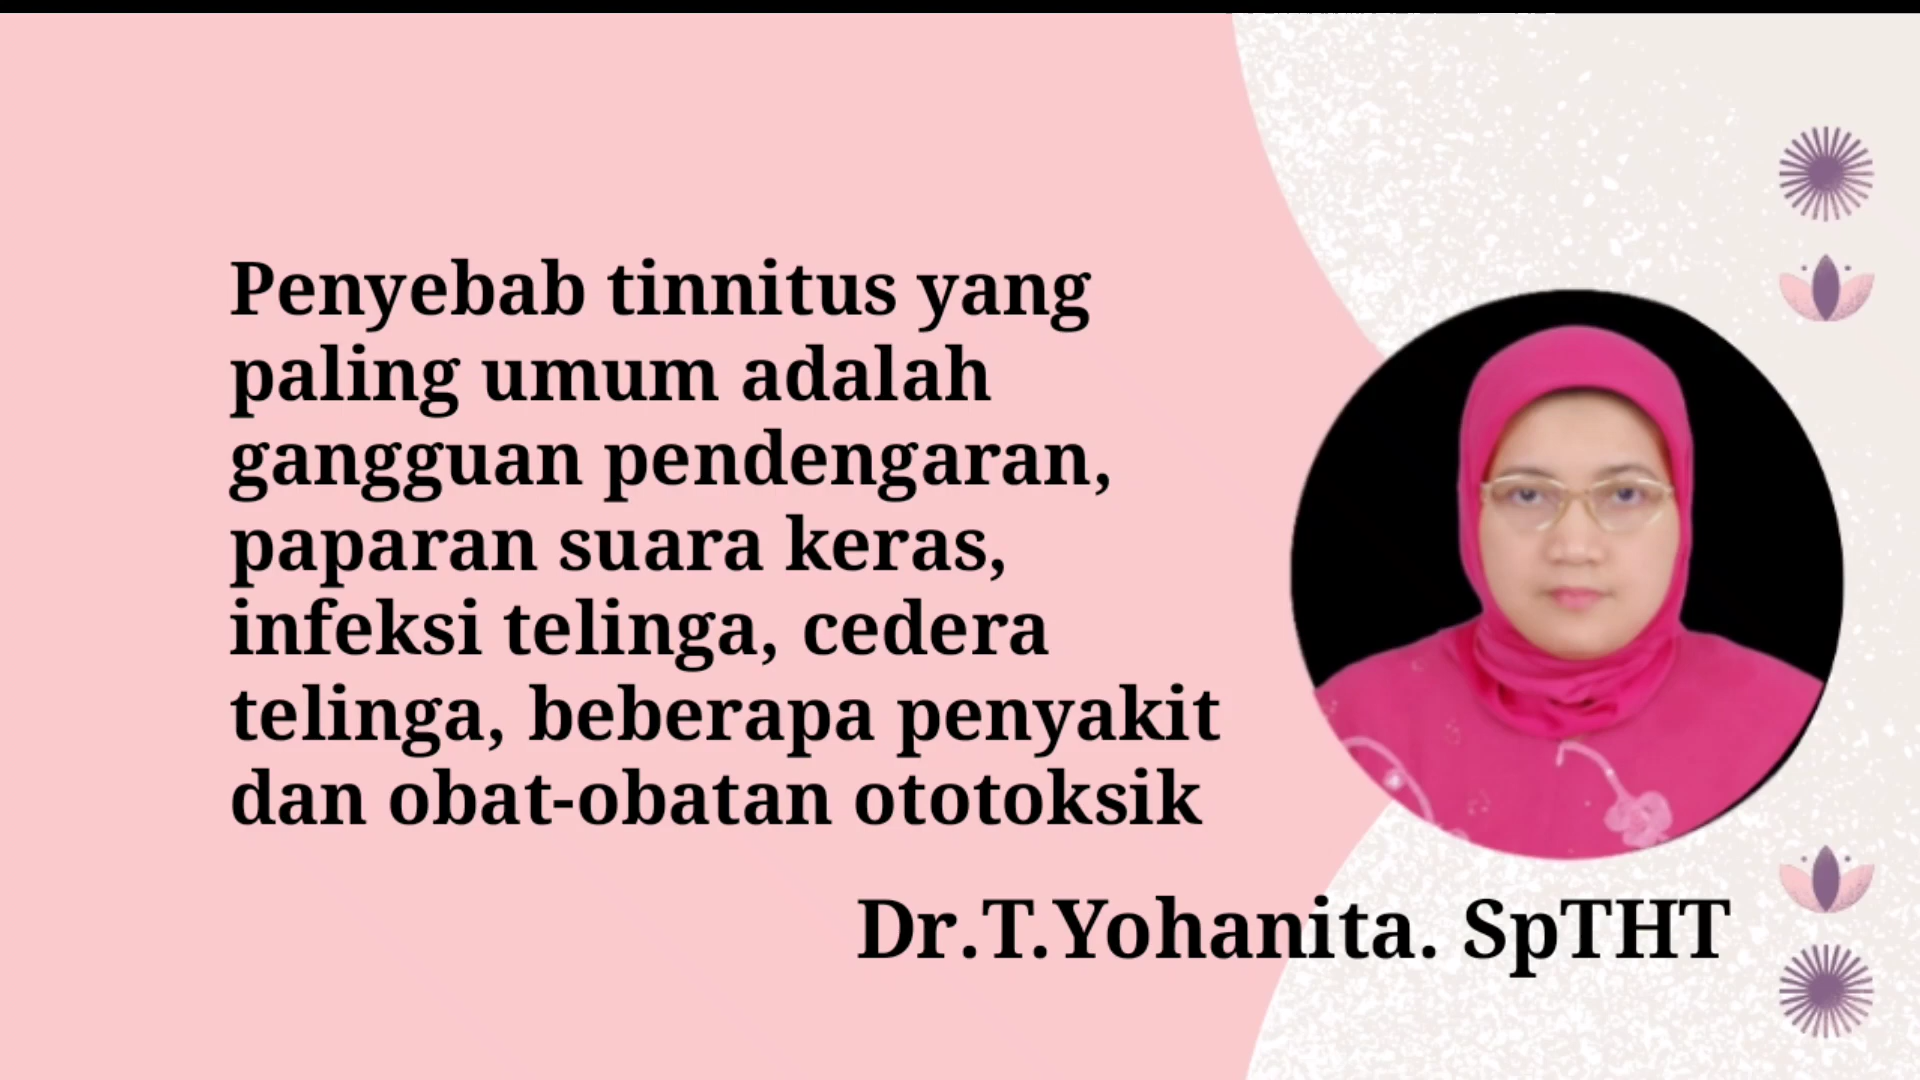 Penyebab tinnitus yang
paling umum adalah
gangguan pendengaran,
paparan suara keras,
infeksi telinga, cedera
telinga, beberapa penyakit
dan obat-obatan ototoksik
Dr.T.Yohanita. SpTHT